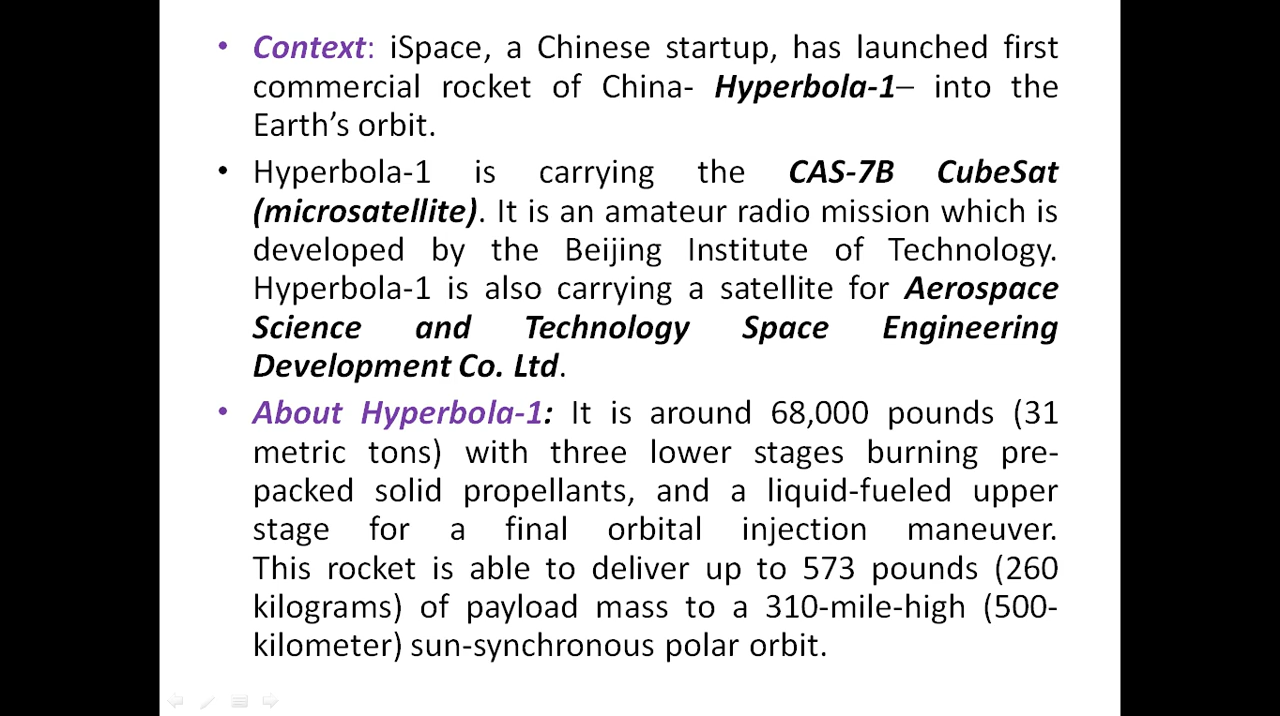 • Context: iSpace, a Chinese startup, has launched first
commercial rocket of China- Hyperbola-1– into the
Earth’s orbit.
• Hyperbola-1 is carrying the CAS-7B CubeSat
(microsatellite). It is an amateur radio mission which is
developed by the Beijing Institute of Technology.
Hyperbola-1 is also carrying a satellite for Aerospace
Science and Technology Space Engineering
Development Co. Ltd.
• About Hyperbola-1: It is around 68,000 pounds (31
metric tons) with three lower stages burning pre-
packed solid propellants, and a liquid-fueled upper
stage for a final orbital injection maneuver.
This rocket is able to deliver up to 573 pounds (260
kilograms) of payload mass to a 310-mile-high (500-
kilometer) sun-synchronous polar orbit.